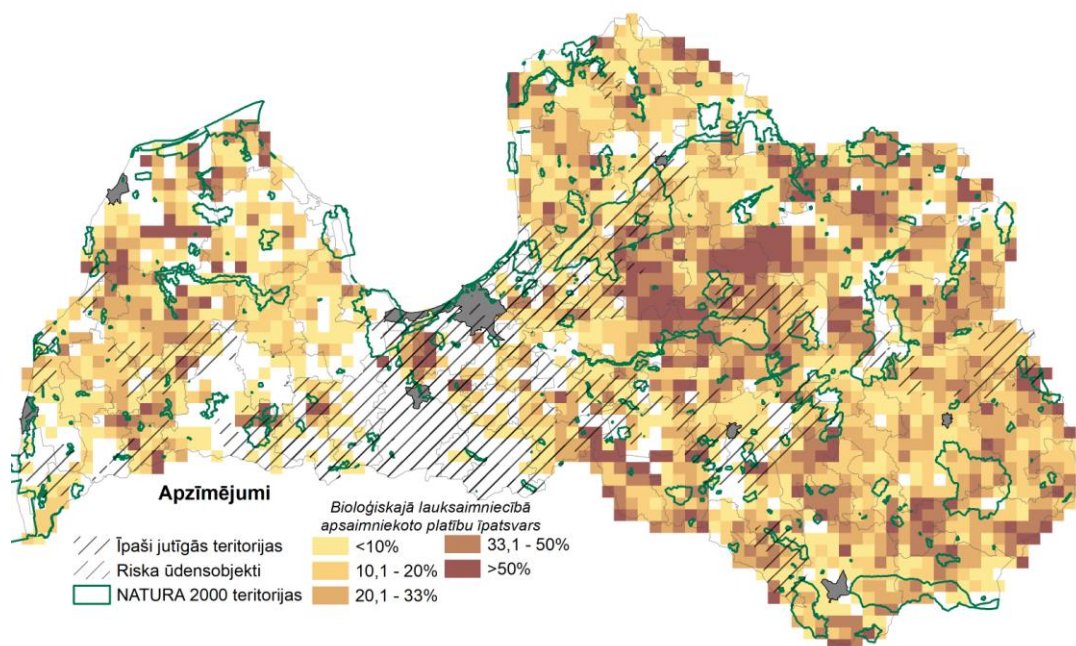 Apzīmējumi
Īpaši jutīgās teritorijas
Riska ūdensobjekti
NATURA 2000 teritorijas
Bioloģiskajā lauksaimniecībā
apsaimniekoto platību īpatsvars
<10%
10,1 - 20%
20,1 - 33%
33,1 - 50%
>50%